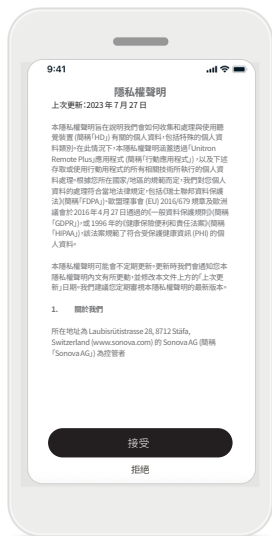 9:41
隱私權聲明
上次更新：2023 年 7 月 27 日
本隱私權聲明旨在說明我們會如何收集和處理與使用聽
覺裝置 (簡稱「HD」) 有關的個人資料，包括特殊的個人資
料類別。在此情況下，本隱私權聲明涵蓋透過「Unitron
Remote Plus」應用程式 (簡稱「行動應用程式」)，以及下述
存取或使用行動應用程式的所有相關技術所執行的個人資
料處理。根據您所在國家/地區的規範而定，我們對您個人
資料的處理符合當地法律規定，包括《瑞士聯邦資料保護
法》(簡稱「FDPA」)、歐盟理事會 (EU) 2016/679 規章及歐洲
議會於 2016 年 4 月 27 日通過的《一般資料保護規則》(簡稱
「GDPR」)，或 1996 年的《健康保險便利和責任法案》(簡稱
「HIPAA」)，該法案規範了符合受保護健康資訊 (PHI) 的個
人資料。
本隱私權聲明可能會不定期更新。更新時我們會通知您本
隱私權聲明內文有所更動，並修改本文件上方的「上次更
新」日期。我們建議您定期審視本隱私權聲明的最新版本。
1. 關於我們
所在地址為 Laubisrütistrasse 28, 8712 Stäfa,
Switzerland (www.sonova.com) 的 Sonova AG (簡稱
「Sonova AG」) 為控管者
接受
拒絕